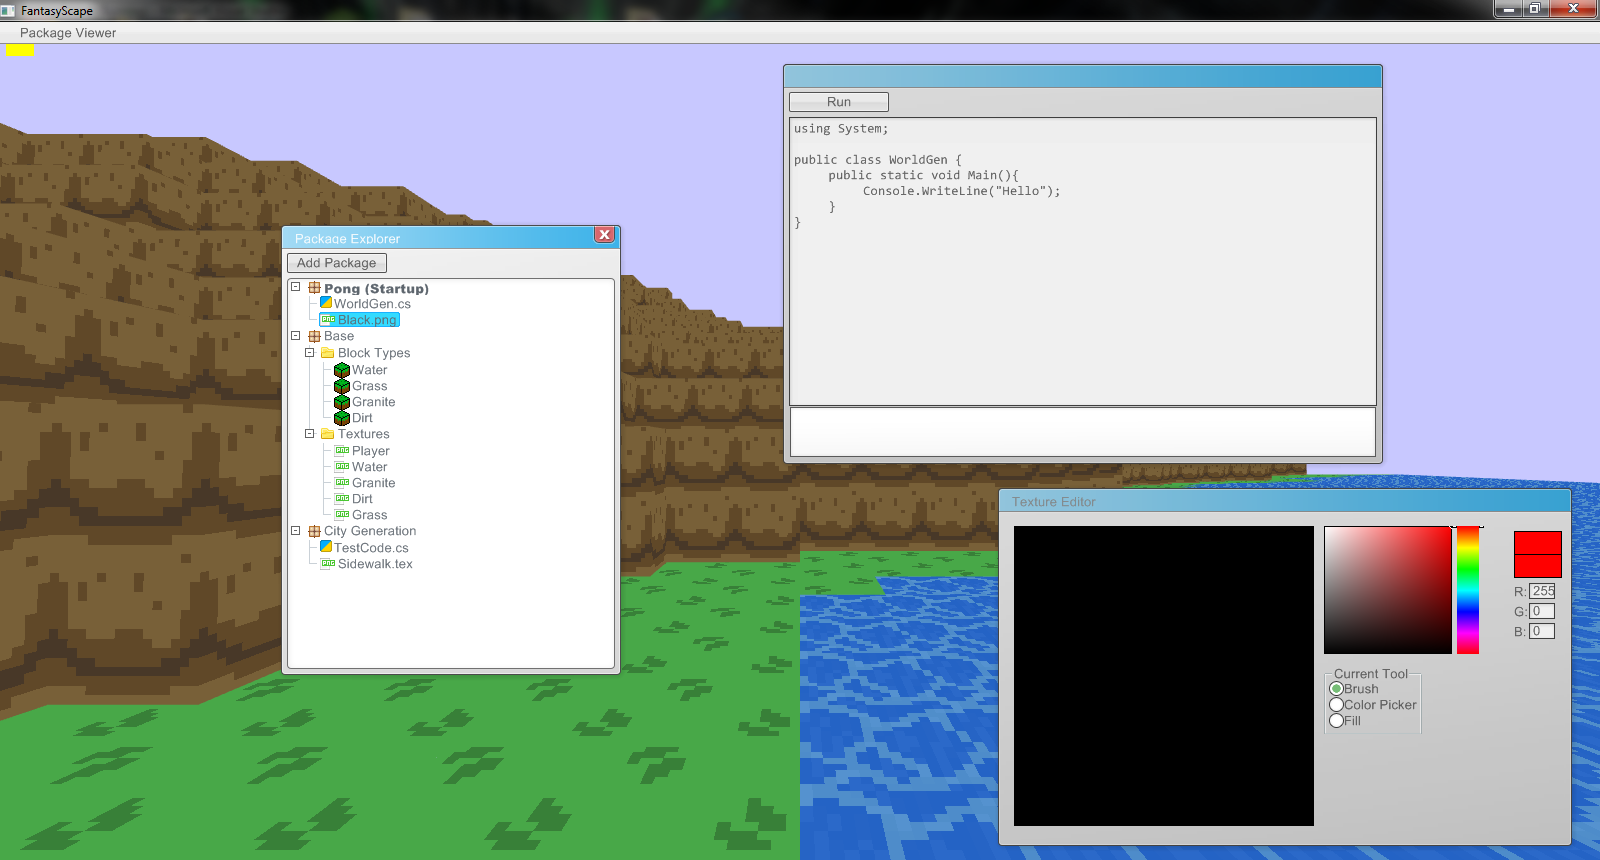 FantasyScape
Package Viewer
Run
using System;
public class WorldGen {
public static void Main(){
Console.WriteLine("Hello");
}
}
Package Explorer
Add Package
Pong (Startup)
WorldGen.cs
Black.png
Base
Block Types
Water
Grass
Granite
Dirt
Textures
Player
Water
Granite
Dirt
Grass
City Generation
TestCode.cs
Sidewalk.tex
Texture Editor
R: 255
G: 0
B: 0
Current Tool
Brush
Color Picker
Fill